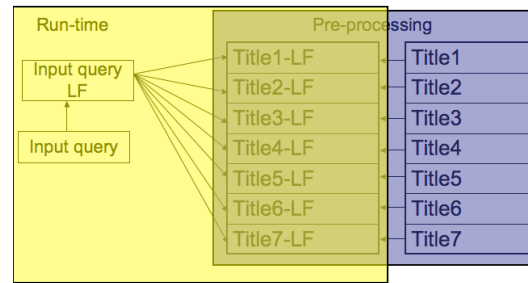 Run-time
Pre-processing
Input query
LF
Input query
Title1-LF
Title2-LF
Title3-LF
Title4-LF
Title5-LF
Title6-LF
Title7-LF
Title1
Title2
Title3
Title4
Title5
Title6
Title7